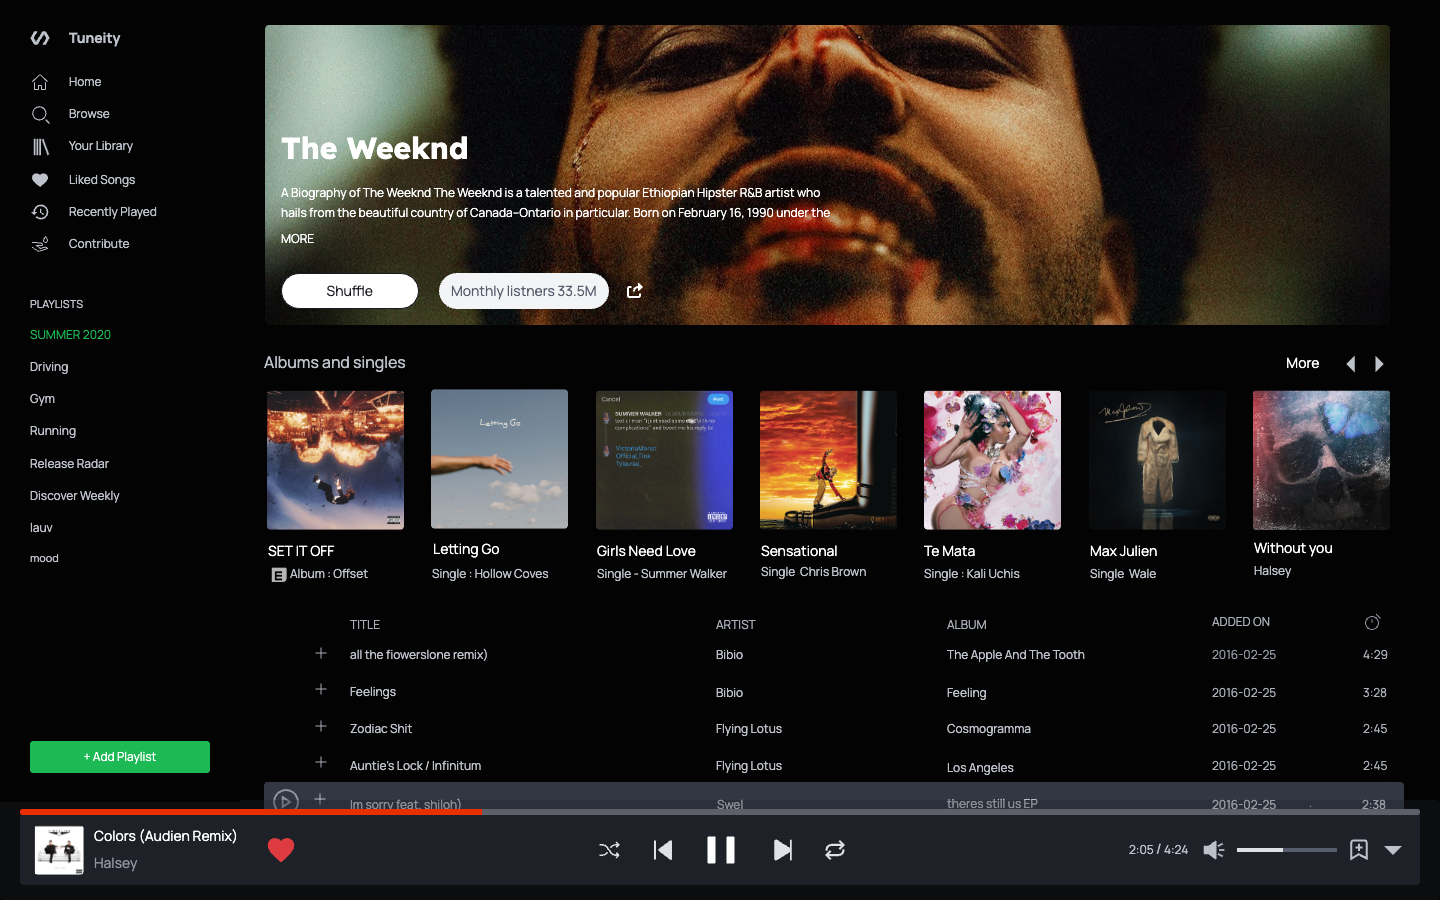 Tuneity
Home
Browse
Your Library
Liked Songs
Recently Played
Contribute
PLAYLISTS
SUMMER 2020
Driving
Gym
Running
Release Radar
Discover Weekly
lauv
mood
+ Add Playlist
The Weeknd
A Biography of The Weeknd The Weeknd is a talented and popular Ethiopian Hipster R&B artist who
hails from the beautiful country of Canada–Ontario in particular. Born on February 16, 1990 under the
MORE
Shuffle
Monthly listners 33.5M
Albums and singles
More
Letting Go
Cancel
Post
SUMMER WALKER
SET IT OFF
E Album : Offset
Letting Go
Single : Hollow Coves
Girls Need Love
Single - Summer Walker
Sensational
Single Chris Brown
Te Mata
Single : Kali Uchis
Max Julien
Single Wale
Without you
Halsey
TITLE ARTIST ALBUM ADDED ON
all the fiowerslone remix) Bibio The Apple And The Tooth 2016-02-25 4:29
Feelings Bibio Feeling 2016-02-25 3:28
Zodiac Shit Flying Lotus Cosmogramma 2016-02-25 2:45
Auntie's Lock / Infinitum Flying Lotus Los Angeles 2016-02-25 2:45
Im sorry feat. shiloh) Swel theres still us EP 2016-02-25 2:38
Colors (Audien Remix)
Halsey
2:05 / 4:24